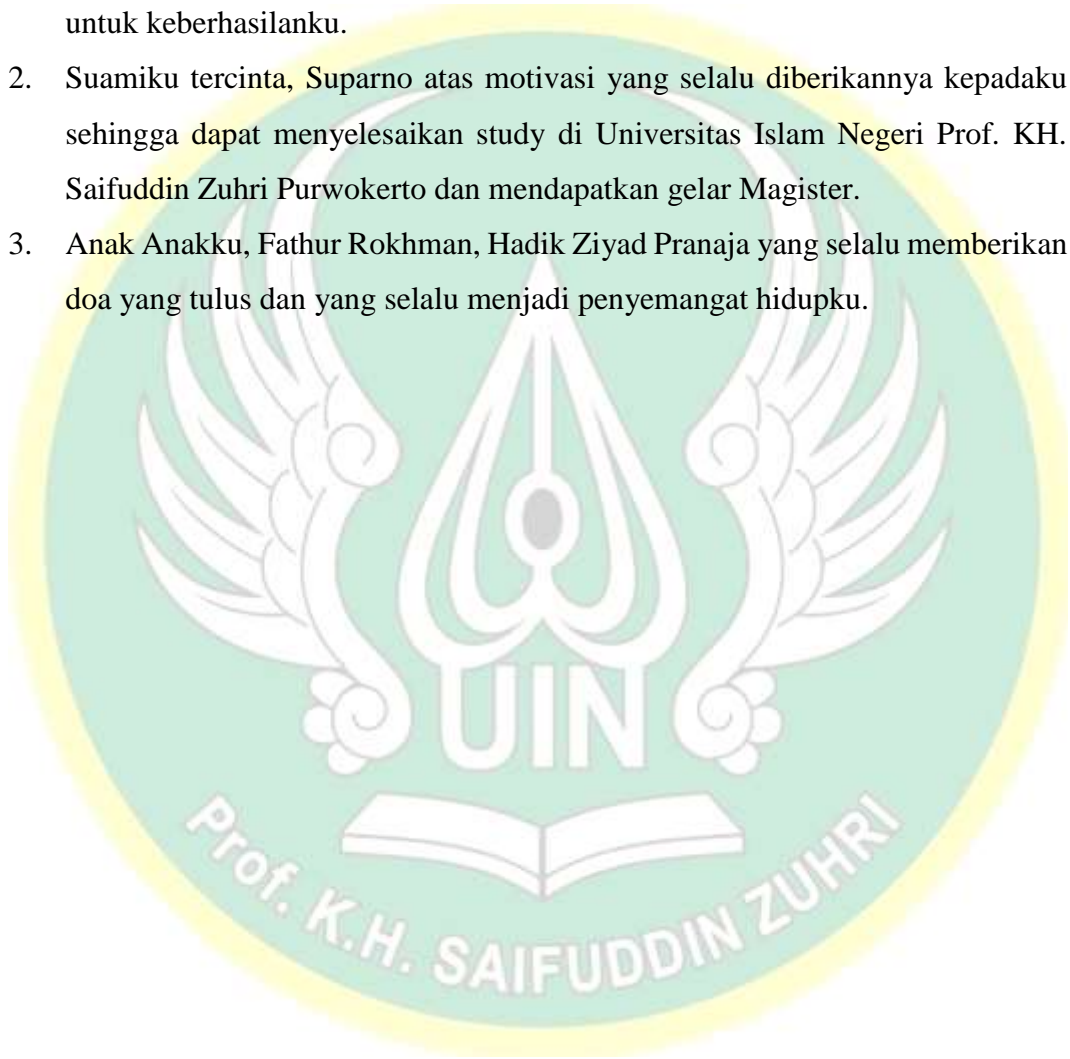 untuk keberhasilanku.
2. Suamiku tercinta, Suparno atas motivasi yang selalu diberikannya kepadaku
sehingga dapat menyelesaikan study di Universitas Islam Negeri Prof. KH.
Saifuddin Zuhri Purwokerto dan mendapatkan gelar Magister.
3. Anak Anakku, Fathur Rokhman, Hadik Ziyad Pranaja yang selalu memberikan
doa yang tulus dan yang selalu menjadi penyemangat hidupku.
UIN
Prof. K.H. SAIFUDDIN ZUHRI